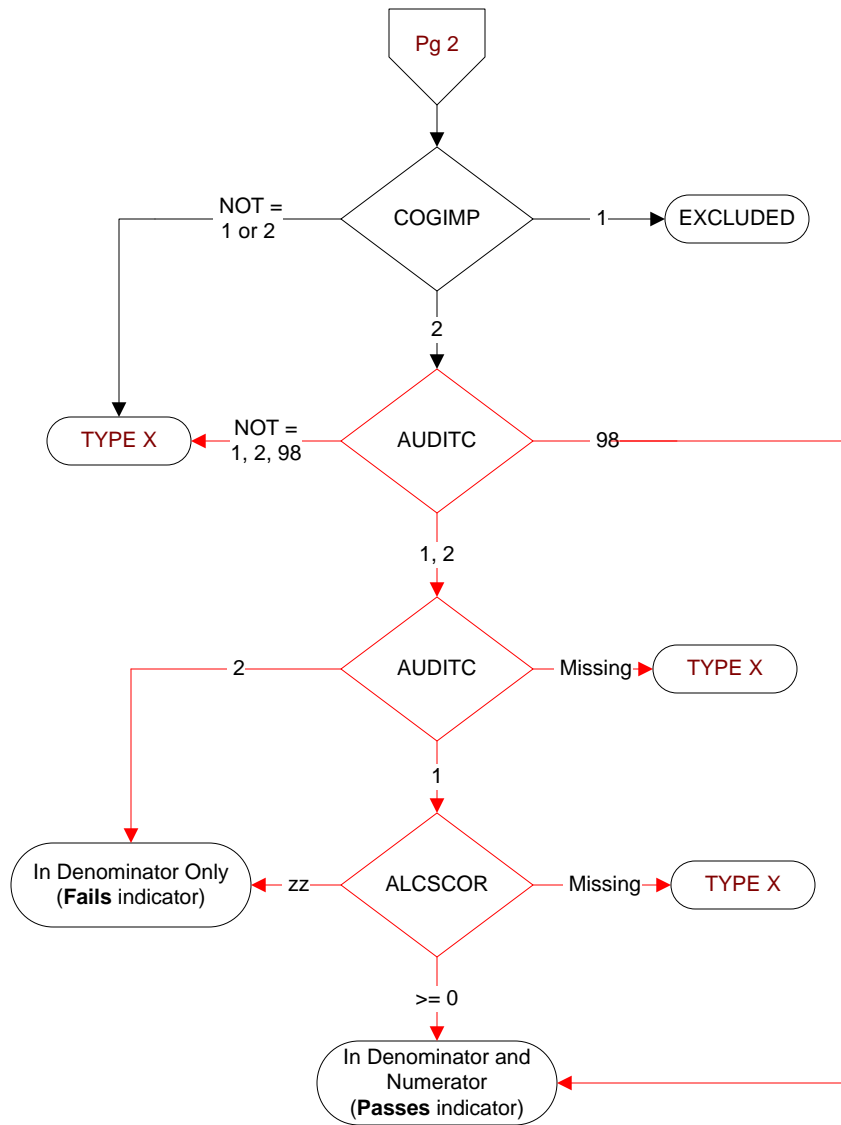 Pg 2
NOT =
1 or 2
COGIMP
1
EXCLUDED
2
TYPE X
NOT =
1, 2, 98
AUDITC
98
1, 2
2
AUDITC
Missing
TYPE X
1
In Denominator Only
(Fails indicator)
zz
ALCSCOR
Missing
TYPE X
>= 0
In Denominator and
Numerator
(Passes indicator)